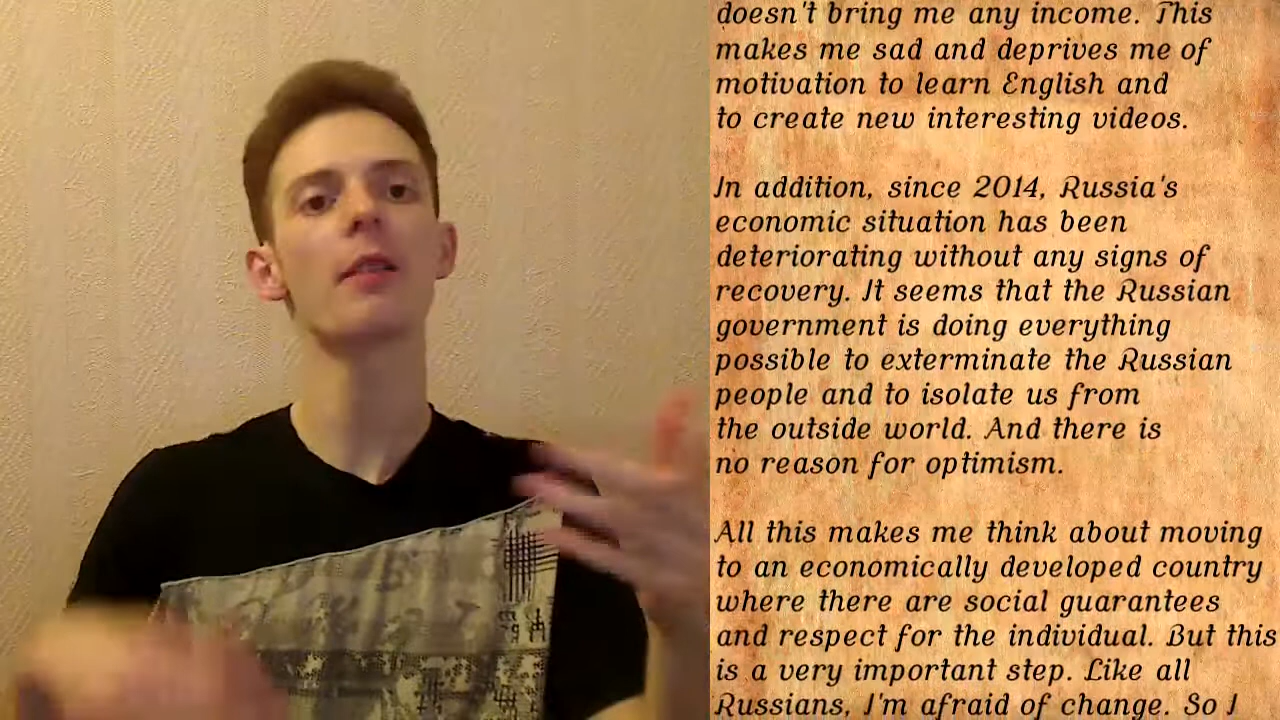 doesn't bring me any income. This
makes me sad and deprives me of
motivation to learn English and
to create new interesting videos.
In addition, since 2014, Russia's
economic situation has been
deteriorating without any signs of
recovery. It seems that the Russian
government is doing everything
possible to exterminate the Russian
people and to isolate us from
the outside world. And there is
no reason for optimism.
All this makes me think about moving
to an economically developed country
where there are social guarantees
and respect for the individual. But this
is a very important step. Like all
Russians, I'm afraid of change. So I